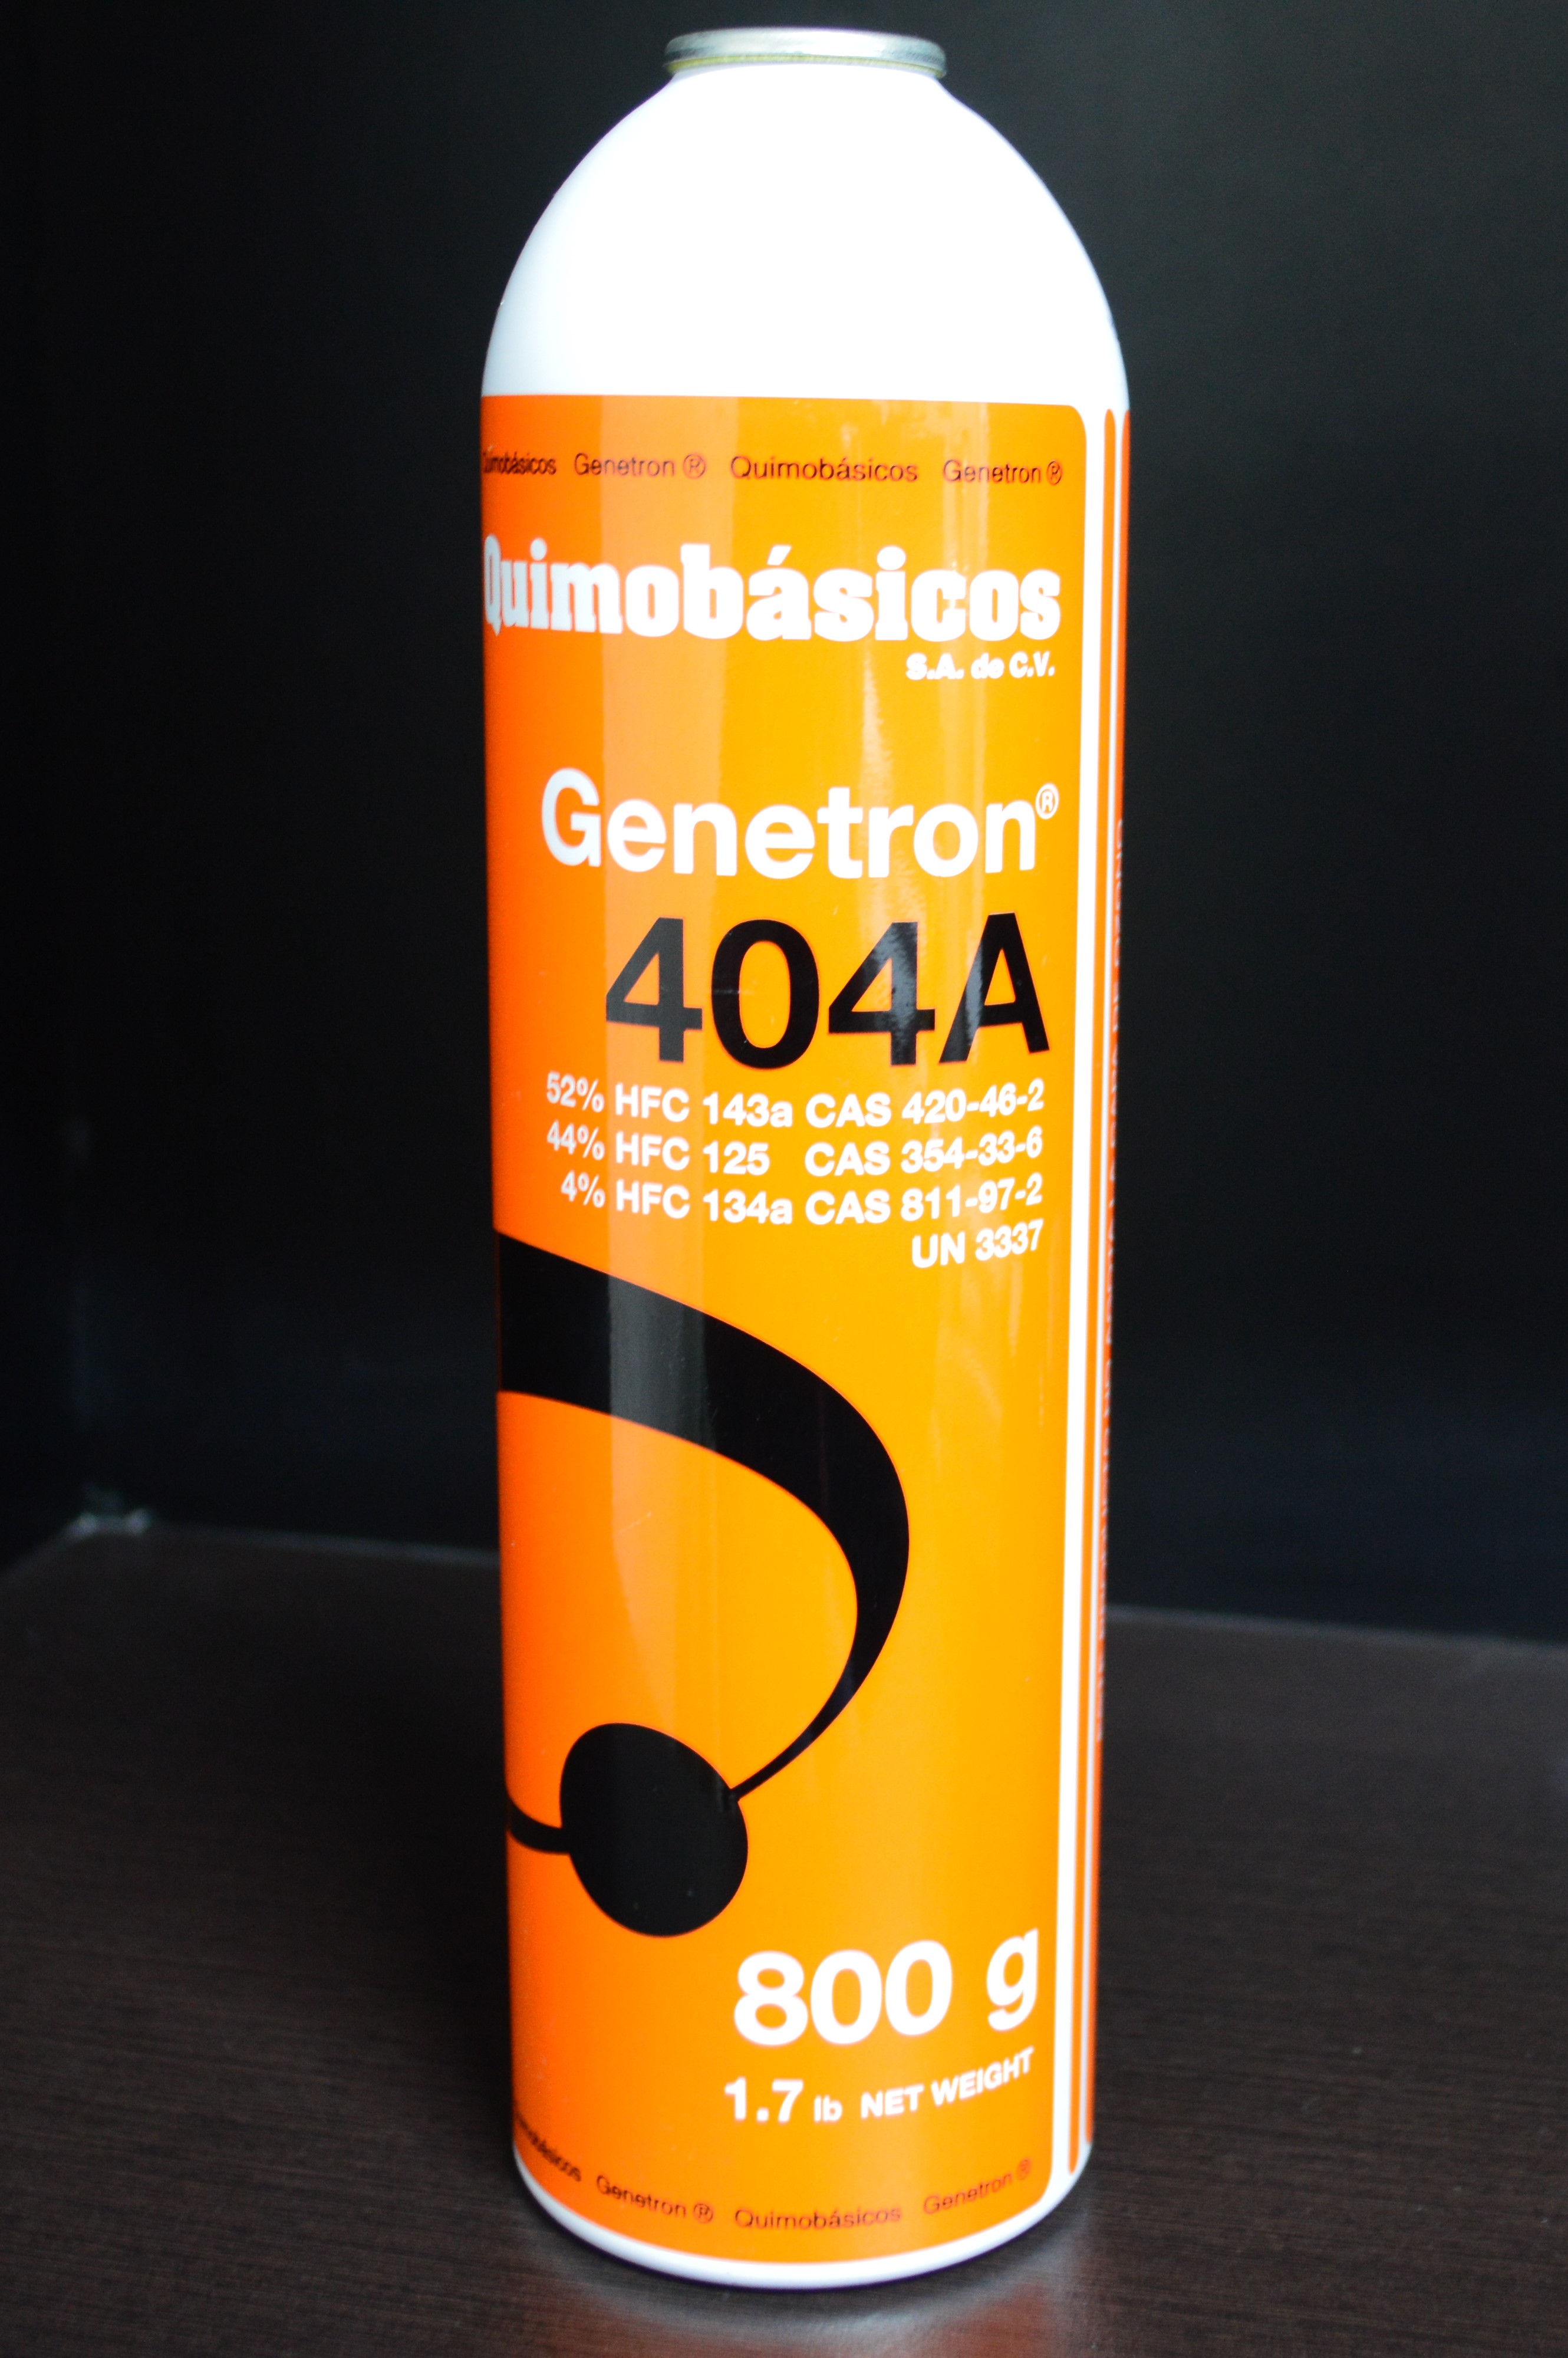 Quimobásicos Genetron ® Quimobásicos Genetron ®
Quimobásicos
S.A. de C.V.
Genetron®
404A
52% HFC 143a CAS 420-46-2
44% HFC 125 CAS 354-33-6
4% HFC 134a CAS 811-97-2
UN 3337
800 g
1.7 lb NET WEIGHT
Genetron ® Quimobásicos Genetron ®